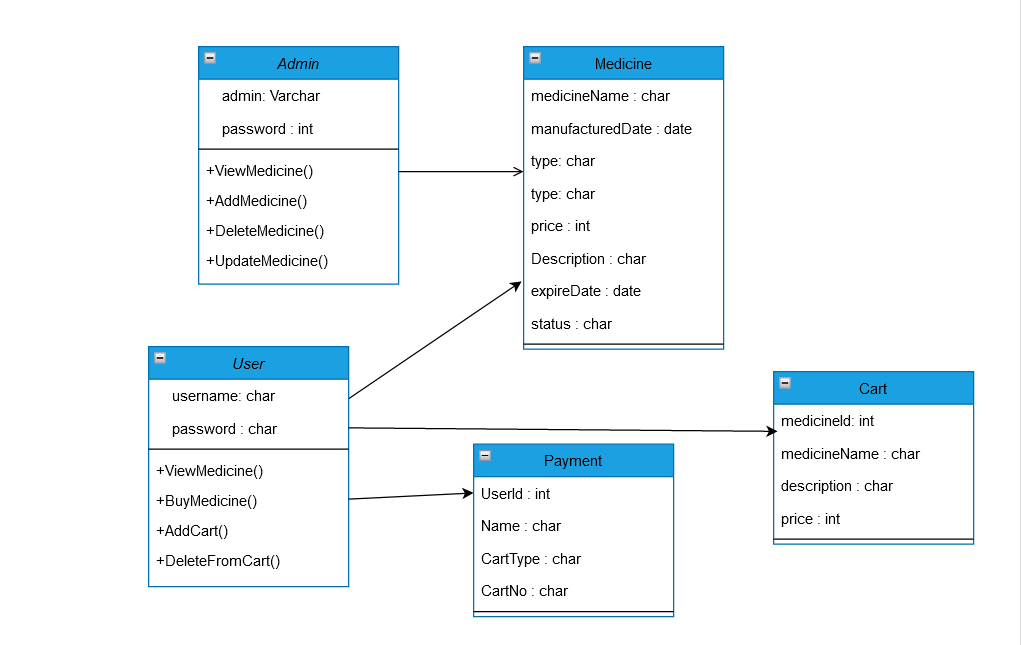 Admin
admin: Varchar
password : int
+ViewMedicine()
+AddMedicine()
+DeleteMedicine()
+UpdateMedicine()
Medicine
medicineName : char
manufacturedDate : date
type: char
type: char
price : int
Description : char
expireDate : date
status : char
User
username: char
password : char
+ViewMedicine()
+BuyMedicine()
+AddCart()
+DeleteFromCart()
Payment
UserId : int
Name : char
CartType : char
CartNo : char
Cart
medicineId: int
medicineName : char
description : char
price : int